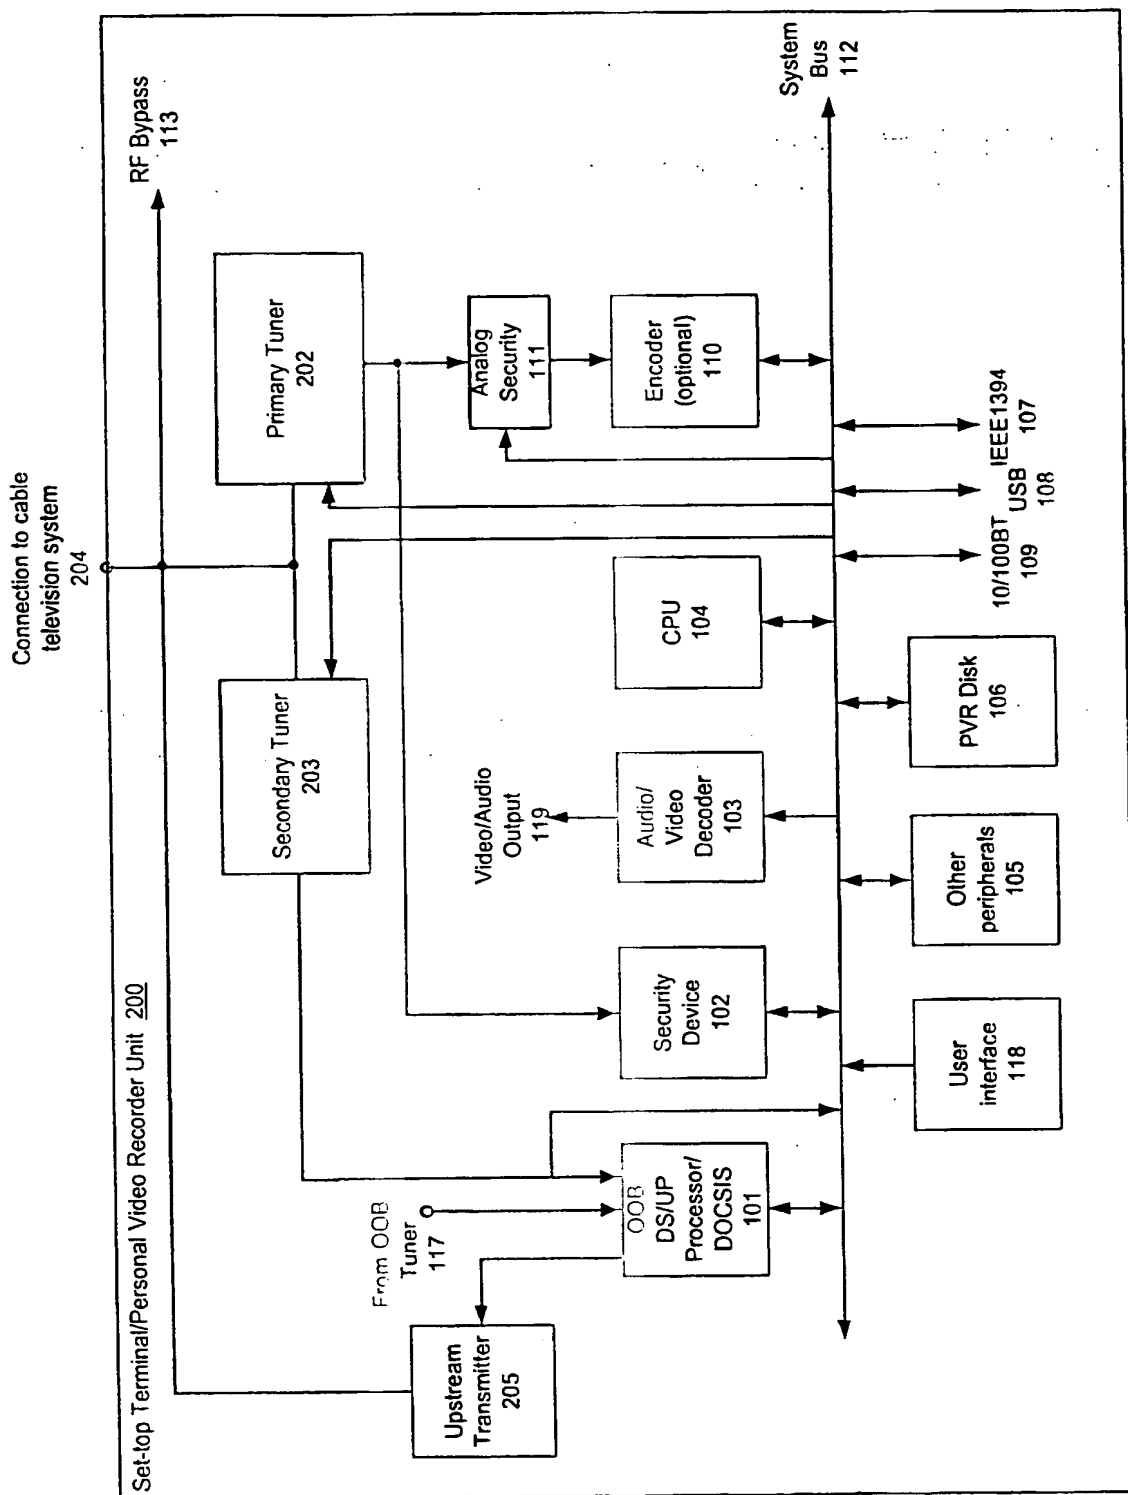 Connection to cable
television system
204
Set-top Terminal/Personal Video Recorder Unit 200
RF Bypass
113
Secondary Tuner
203
Primary Tuner
202
Upstream
Transmitter
205
From OOB
Tuner
117
Video/Audio
Output
119
Analog
Security
111
OOB
DS/UP
Processor/
DOCSIS
101
Security
Device
102
Audio/
Video
Decoder
103
CPU
104
Encoder
(optional)
110
System
Bus
112
User
interface
118
Other
peripherals
105
PVR Disk
106
10/100BT
109
USB
108
IEEE1394
107